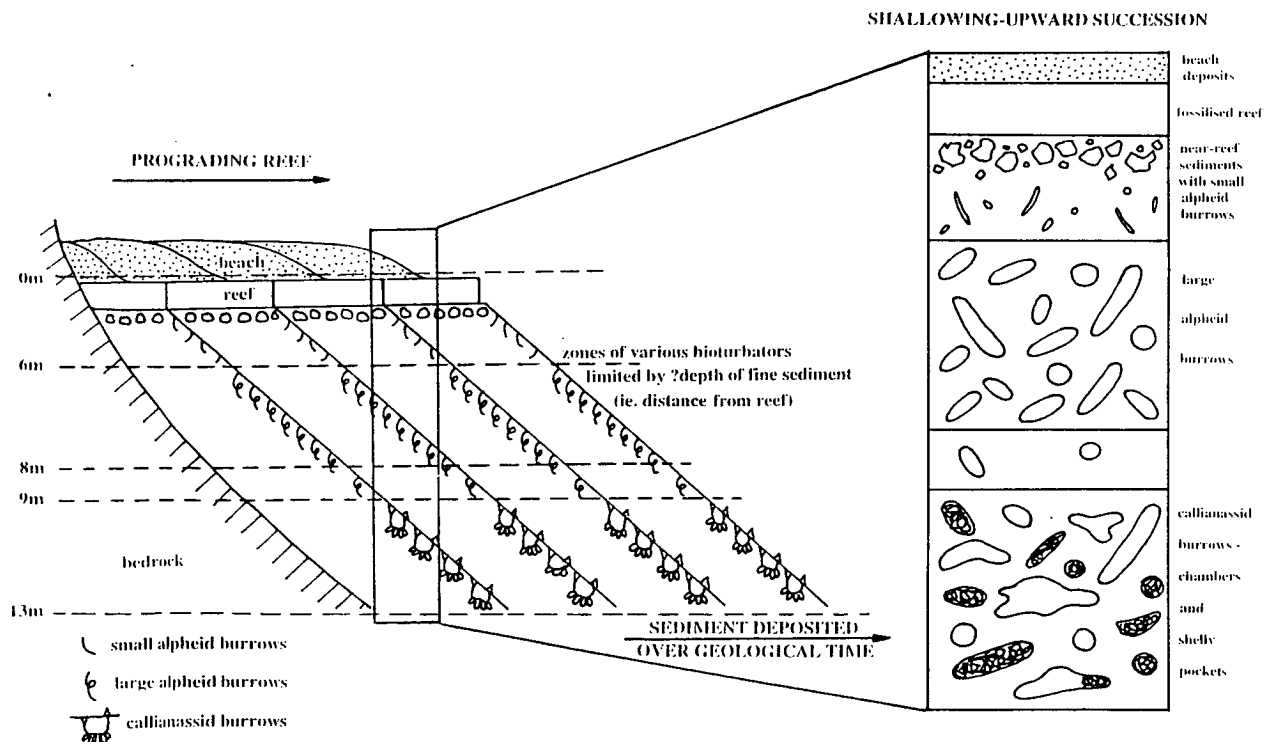 SHALLOWING-UPWARD SUCCESSION
beach
deposits
fossilised reef
near-reef
sediments
with small
alpheid
burrows
large
alpheid
burrows
callianassid
burrows -
chambers
and
shelly
pockets
PROGRADING REEF
beach
0m
reef
6m
zones of various bioturbators
limited by ?depth of fine sediment
(ie. distance from reef)
8m
9m
bedrock
13m
SEDIMENT DEPOSITED
OVER GEOLOGICAL TIME
small alpheid burrows
large alpheid burrows
callianassid burrows